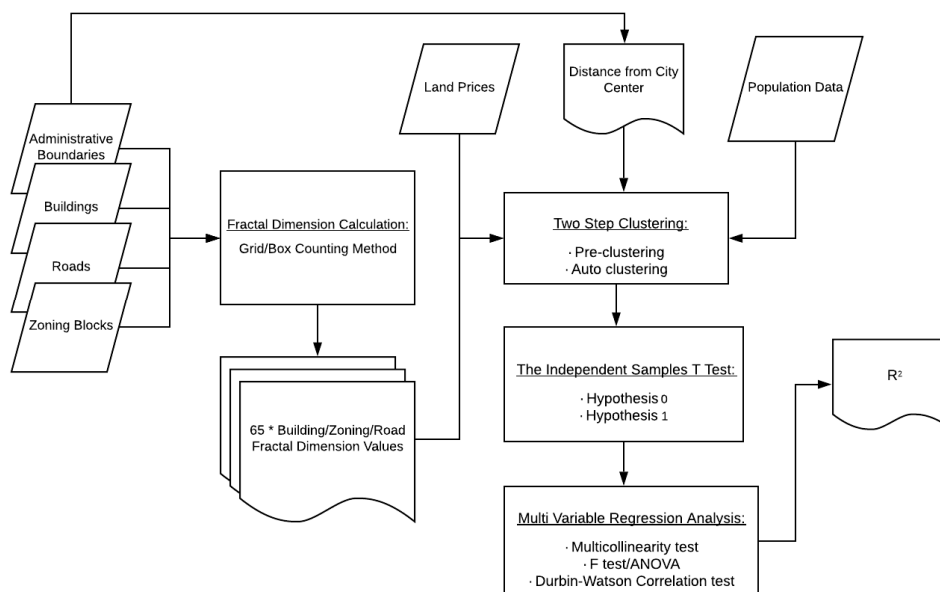 Administrative
Boundaries
Buildings
Roads
Zoning Blocks
Fractal Dimension Calculation:
Grid/Box Counting Method
65 * Building/Zoning/Road
Fractal Dimension Values
Land Prices
Distance from City
Center
Population Data
Two Step Clustering:
· Pre-clustering
· Auto clustering
The Independent Samples T Test:
· Hypothesis 0
· Hypothesis 1
Multi Variable Regression Analysis:
· Multicollinearity test
· F test/ANOVA
· Durbin-Watson Correlation test
R²